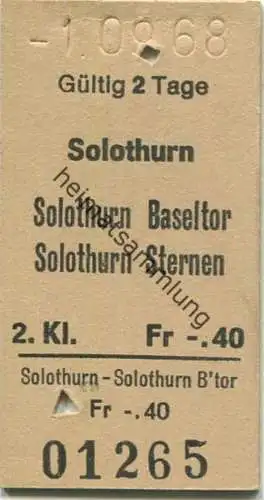 -1.09.68
Gültig 2 Tage
Solothurn
Solothurn Baseltor
Solothurn Sternen
heimatsammlung
2. Kl. Fr -.40
Solothurn - Solothurn B'tor
Fr -.40
01265